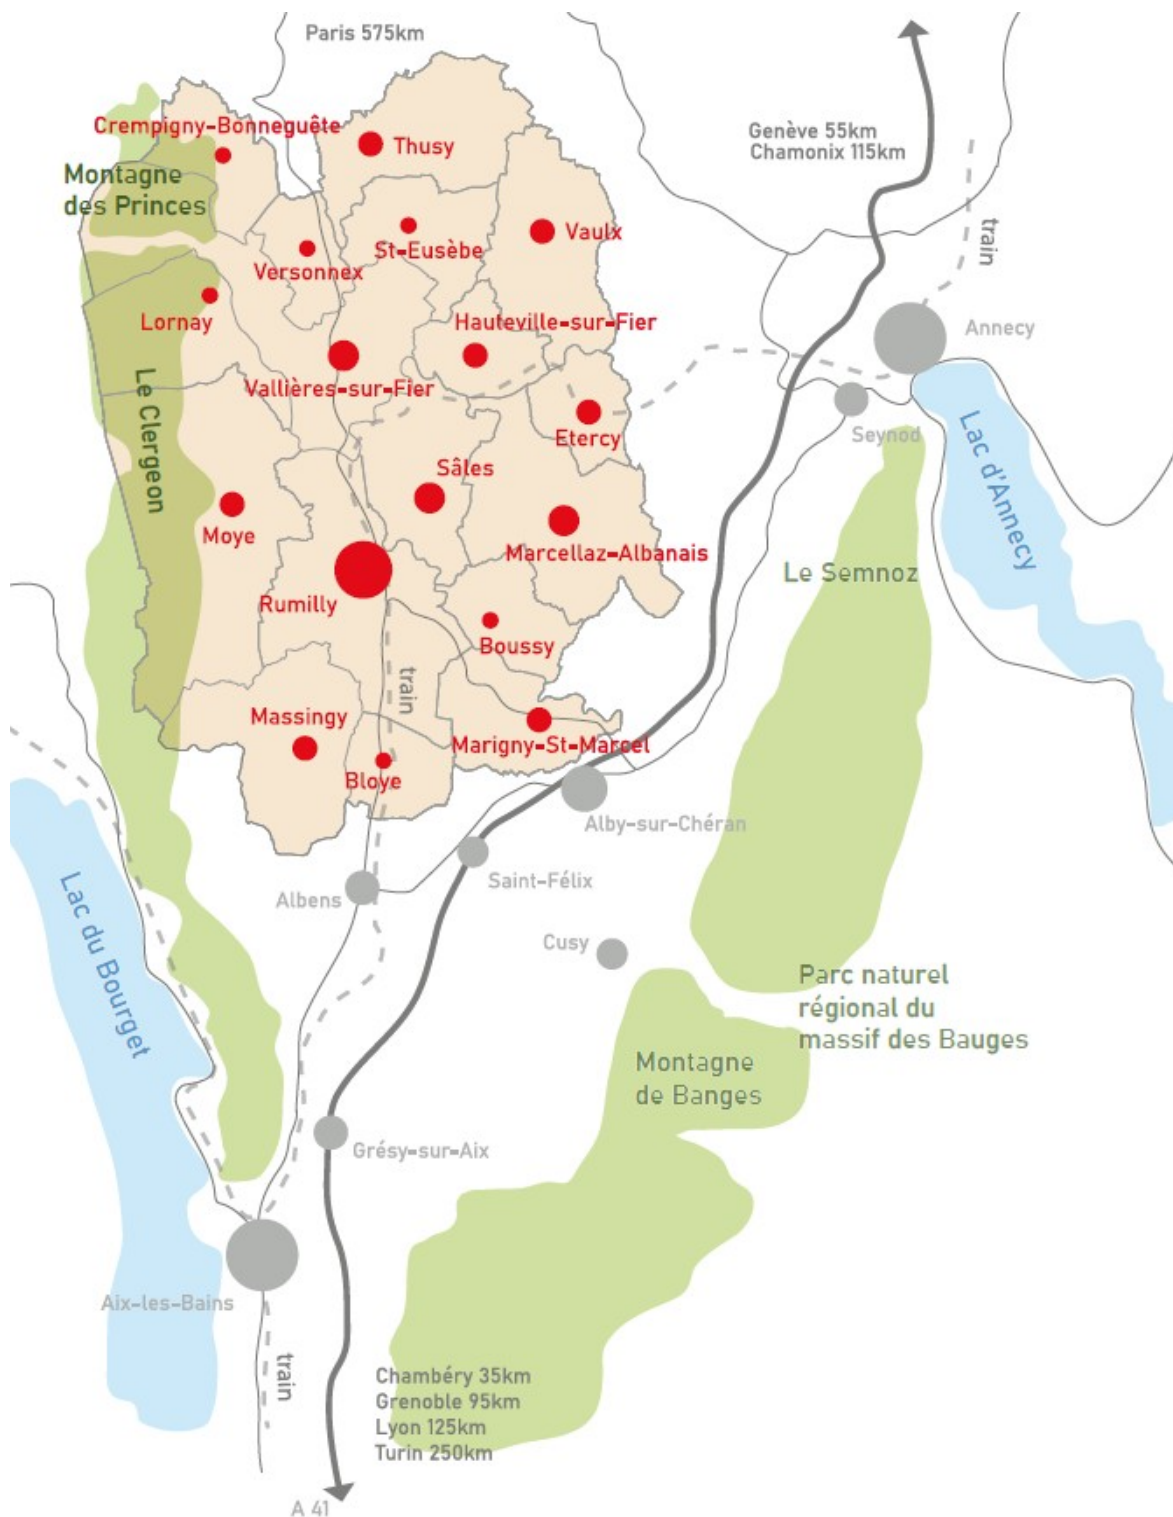 Paris 575km
Genève 55km
Chamonix 115km
Crempigny-Bonneguête
Thusy
Montagne
des Princes
Vaulx
St-Eusèbe
Versonnex
train
Lornay
Hauteville-sur-Fier
Annecy
Vallières-sur-Fier
Le Clergeon
Etercy
Seynod
Lac d'Annecy
Sâles
Moye
Marcellaz-Albanais
Le Semnoz
Rumilly
Boussy
train
Massingy
Marigny-St-Marcel
Bloye
Alby-sur-Chéran
Saint-Félix
Albens
Lac du Bourget
Cusy
Parc naturel
régional du
massif des Bauges
Montagne
de Banges
Grésy-sur-Aix
Aix-les-Bains
train
Chambéry 35km
Grenoble 95km
Lyon 125km
Turin 250km
A 41